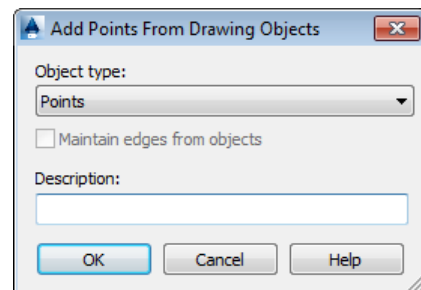 Add Points From Drawing Objects
Object type:
Points
Maintain edges from objects
Description:
OK Cancel Help